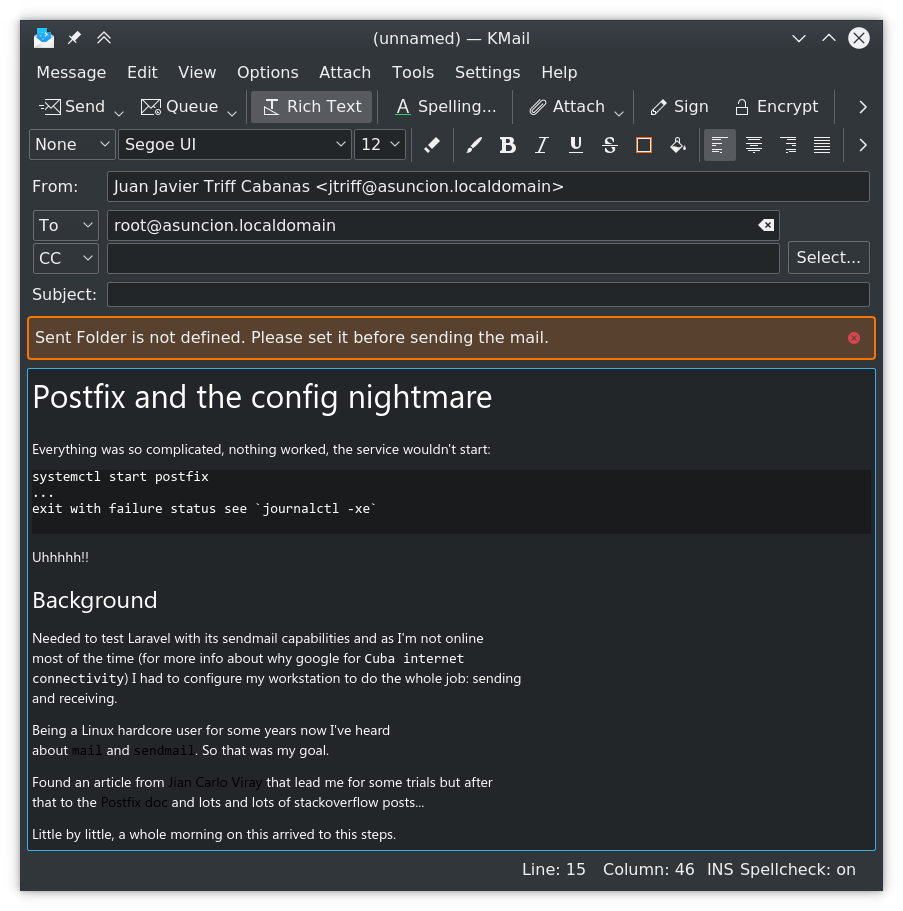 (unnamed) — KMail
Message Edit View Options Attach Tools Settings Help
Send Queue Rich Text Spelling... Attach Sign Encrypt
None Segoe UI 12 B I U S
From: Juan Javier Triff Cabanas <jtriff@asuncion.localdomain>
To root@asuncion.localdomain
CC Select...
Subject:
Sent Folder is not defined. Please set it before sending the mail.
Postfix and the config nightmare
Everything was so complicated, nothing worked, the service wouldn't start:
systemctl start postfix
...
exit with failure status see `journalctl -xe`
Uhhhhh!!
Background
Needed to test Laravel with its sendmail capabilities and as I'm not online
most of the time (for more info about why google for Cuba internet
connectivity) I had to configure my workstation to do the whole job: sending
and receiving.
Being a Linux hardcore user for some years now I've heard
about mail and sendmail. So that was my goal.
Found an article from Jian Carlo Viray that lead me for some trials but after
that to the Postfix doc and lots and lots of stackoverflow posts...
Little by little, a whole morning on this arrived to this steps.
Line: 15 Column: 46 INS Spellcheck: on